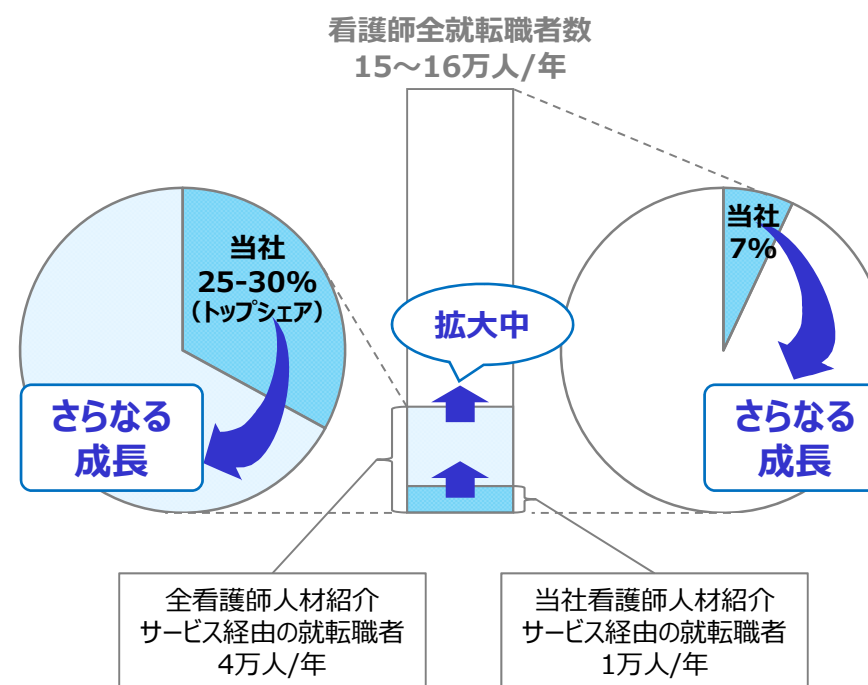 看護師全就転職者数
15～16万人/年
当社
25-30%
（トップシェア）
さらなる
成長
拡大中
当社
7%
さらなる
成長
全看護師人材紹介
サービス経由の就転職者
4万人/年
当社看護師人材紹介
サービス経由の就転職者
1万人/年